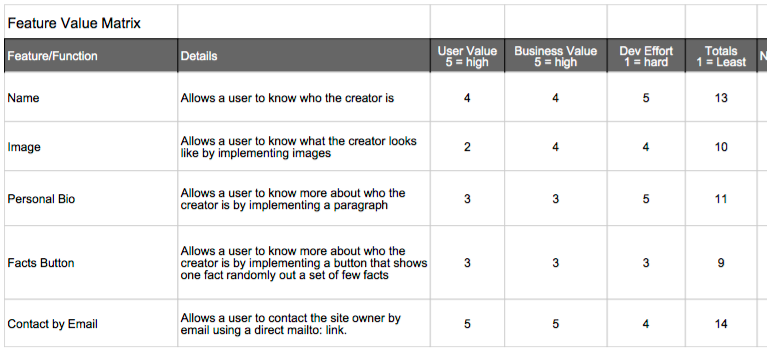 Feature Value Matrix
Feature/Function Details User Value Business Value Dev Effort Totals N
5 = high 5 = high 1 = hard 1 = Least
Name Allows a user to know who the creator is 4 4 5 13
Allows a user to know what the creator looks
Image 2 4 4 10
like by implementing images
Allows a user to know more about who the
Personal Bio 3 3 5 11
creator is by implementing a paragraph
Allows a user to know more about who the
Facts Button creator is by implementing a button that shows 3 3 3 9
one fact randomly out a set of few facts
Allows a user to contact the site owner by
Contact by Email 5 5 4 14
email using a direct mailto: link.